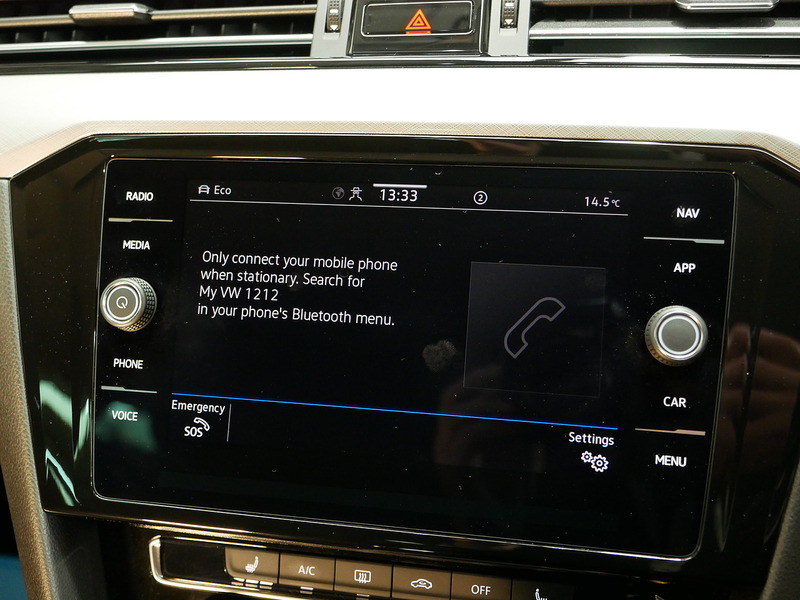 RADIO
MEDIA
PHONE
VOICE
Eco
13:33
2
14.5°C
Only connect your mobile phone
when stationary. Search for
My VW 1212
in your phone's Bluetooth menu.
Emergency
SOS
Settings
NAV
APP
CAR
MENU
A/C
OFF